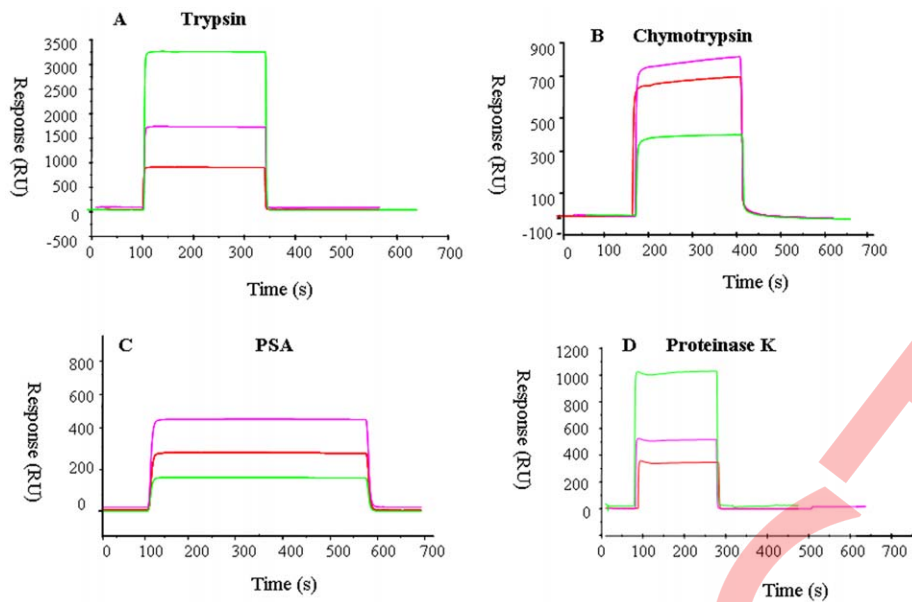 A Trypsin
3500
3000
2500
2000
1500
1000
500
0
-500
0 100 200 300 400 500 600 700
Response (RU)
Time (s)
B Chymotrypsin
900
700
500
300
100
-100
0 100 200 300 400 500 600 700
Response (RU)
Time (s)
C PSA
800
600
400
200
0
0 100 200 300 400 500 600 700
Response (RU)
Time (s)
D Proteinase K
1200
1000
800
600
400
200
0
0 100 200 300 400 500 600 700
Response (RU)
Time (s)